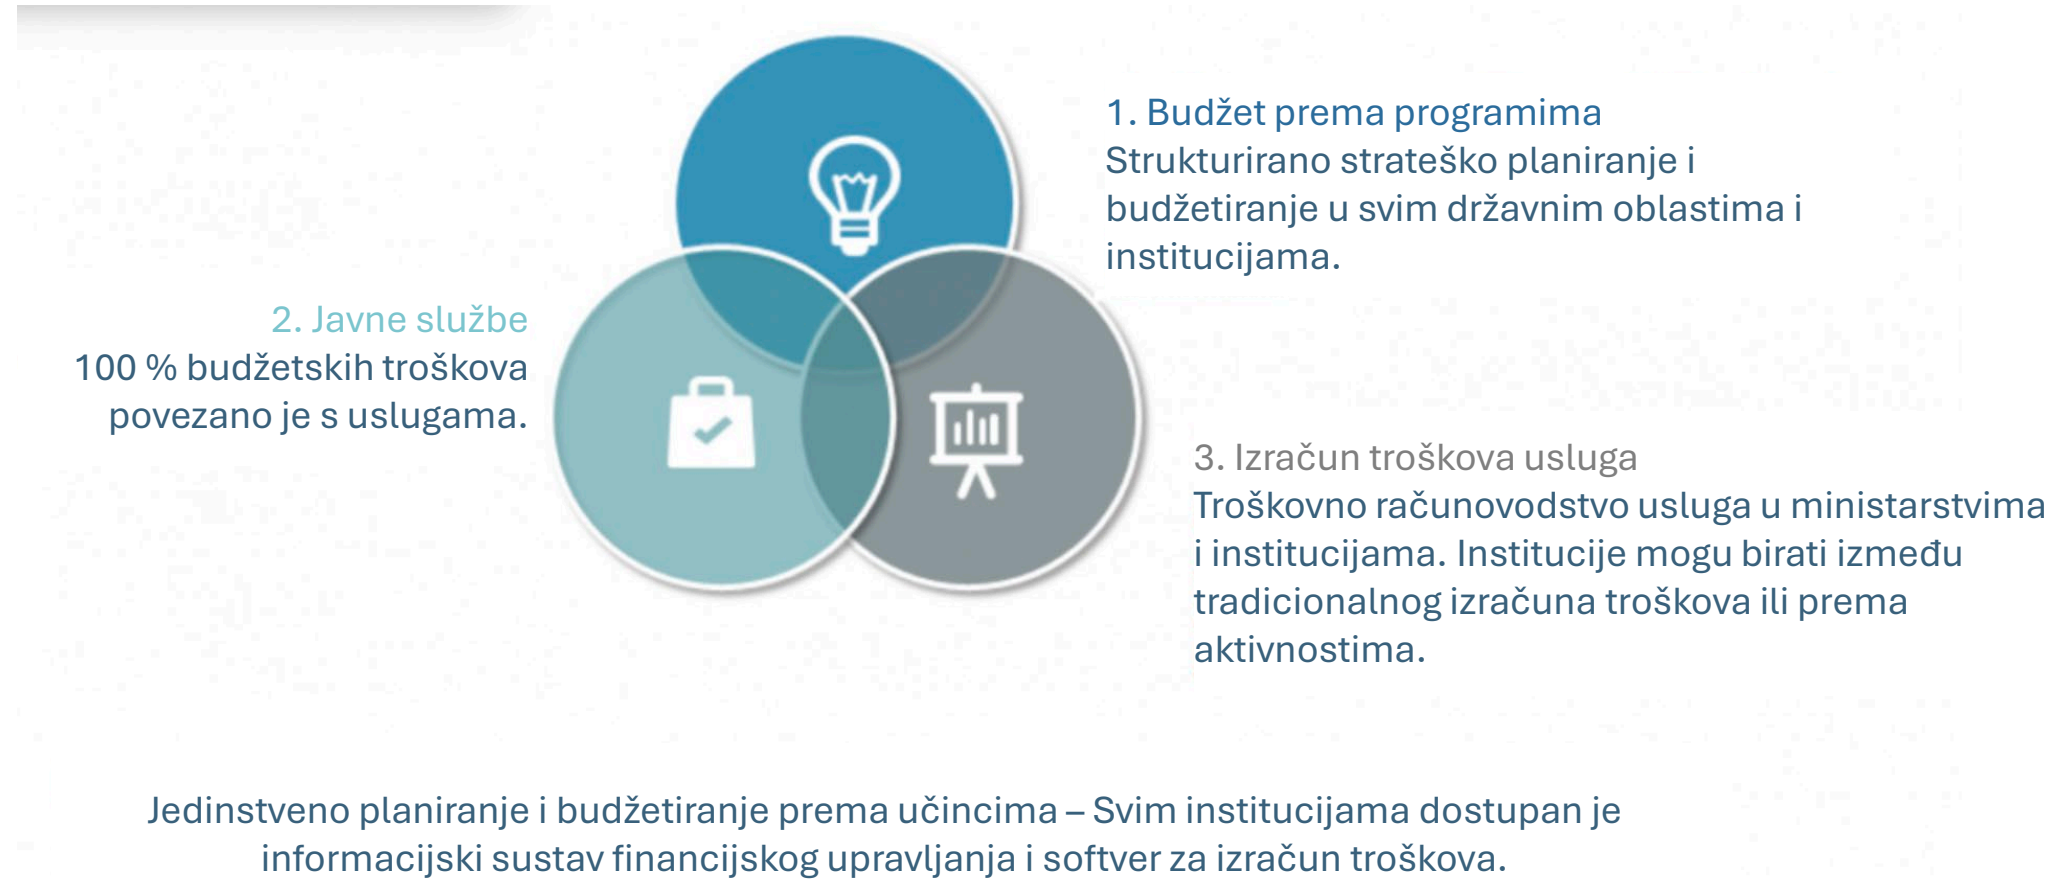 1. Budžet prema programima
Strukturirano strateško planiranje i
budžetiranje u svim državnim oblastima i
institucijama.
2. Javne službe
100 % budžetskih troškova
povezano je s uslugama.
3. Izračun troškova usluga
Troškovno računovodstvo usluga u ministarstvima
i institucijama. Institucije mogu birati između
tradicionalnog izračuna troškova ili prema
aktivnostima.
Jedinstveno planiranje i budžetiranje prema učincima – Svim institucijama dostupan je
informacijski sustav financijskog upravljanja i softver za izračun troškova.